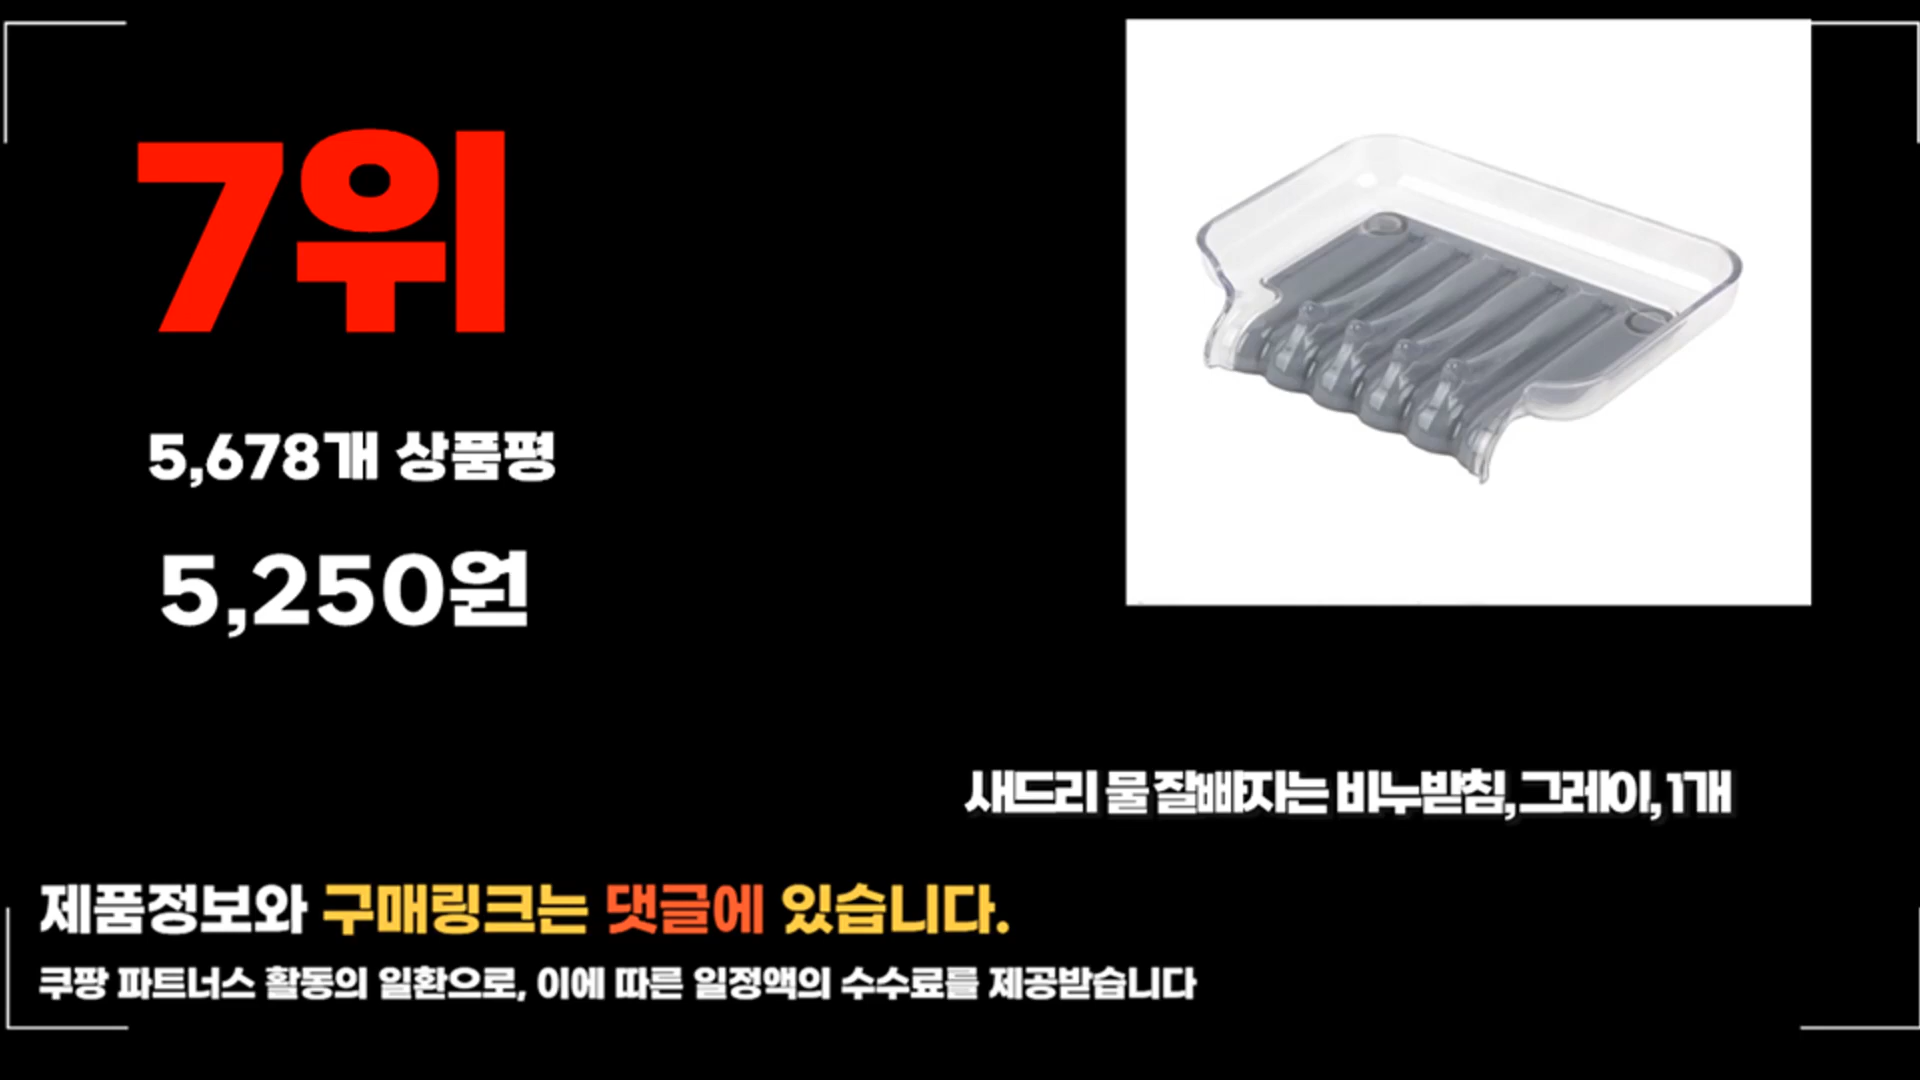 7위
5,678개 상품평
5,250원
새드리 물 잘빠지는 비누받침, 그레이, 1개
제품정보와 구매링크는 댓글에 있습니다.
쿠팡 파트너스 활동의 일환으로, 이에 따른 일정액의 수수료를 제공받습니다